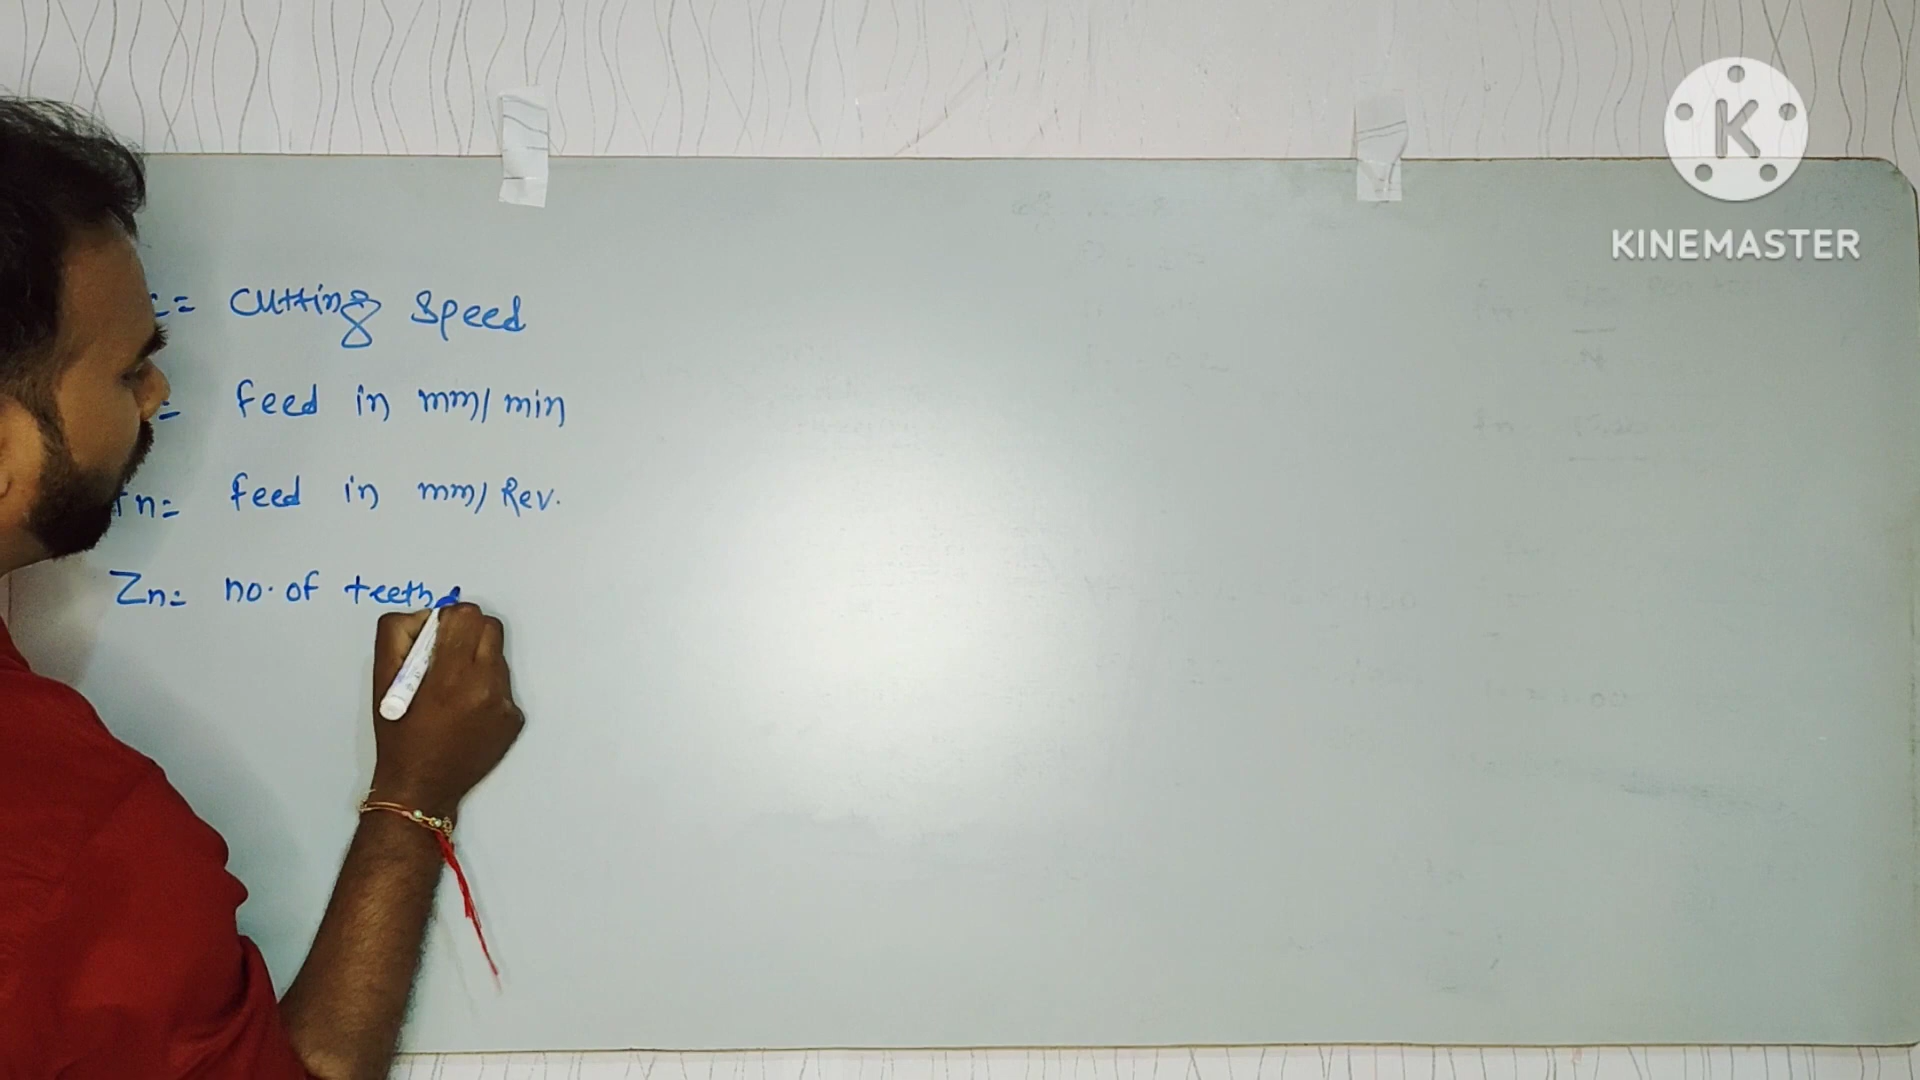 KINEMASTER
= Cutting Speed
= feed in mm/min
n= feed in mm/Rev.
Zn= no. of teeth